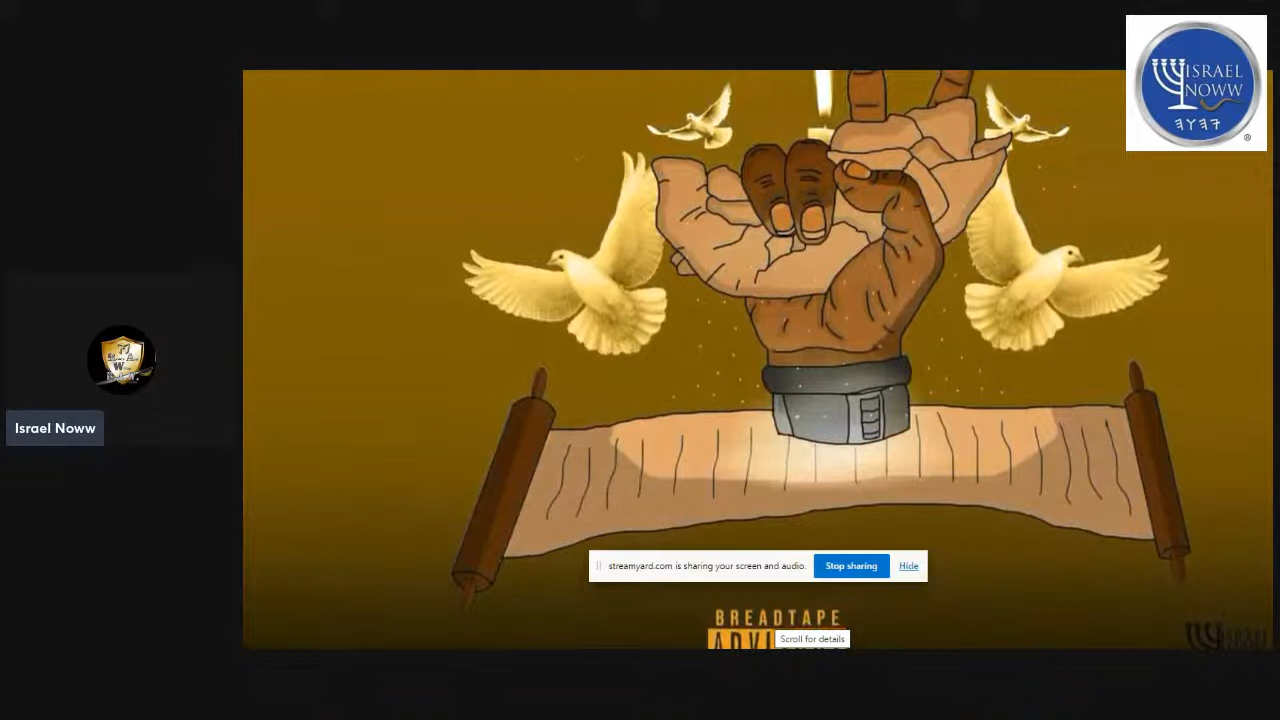 ISRAEL
NOWW
𐤄𐤅𐤄𐤉
®
Israel Noww
streamyard.com is sharing your screen and audio.
Stop sharing
Hide
BREADTAPE
Scroll for details